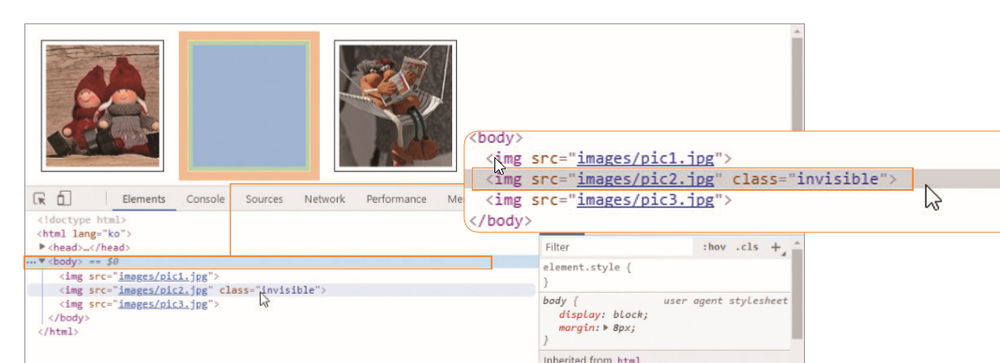 <body>
<img src="images/pic1.jpg">
<img src="images/pic2.jpg" class="invisible">
<img src="images/pic3.jpg">
</body>
Elements Console Sources Network Performance Me
<!doctype html>
<html lang="ko">
▶<head>…</head>
…▼<body> == $0
<img src="images/pic1.jpg">
<img src="images/pic2.jpg" class="invisible">
<img src="images/pic3.jpg">
</body>
</html>
Filter :hov .cls +
element.style {
}
body { user agent stylesheet
display: block;
margin:▶ 8px;
}
Inherited from html